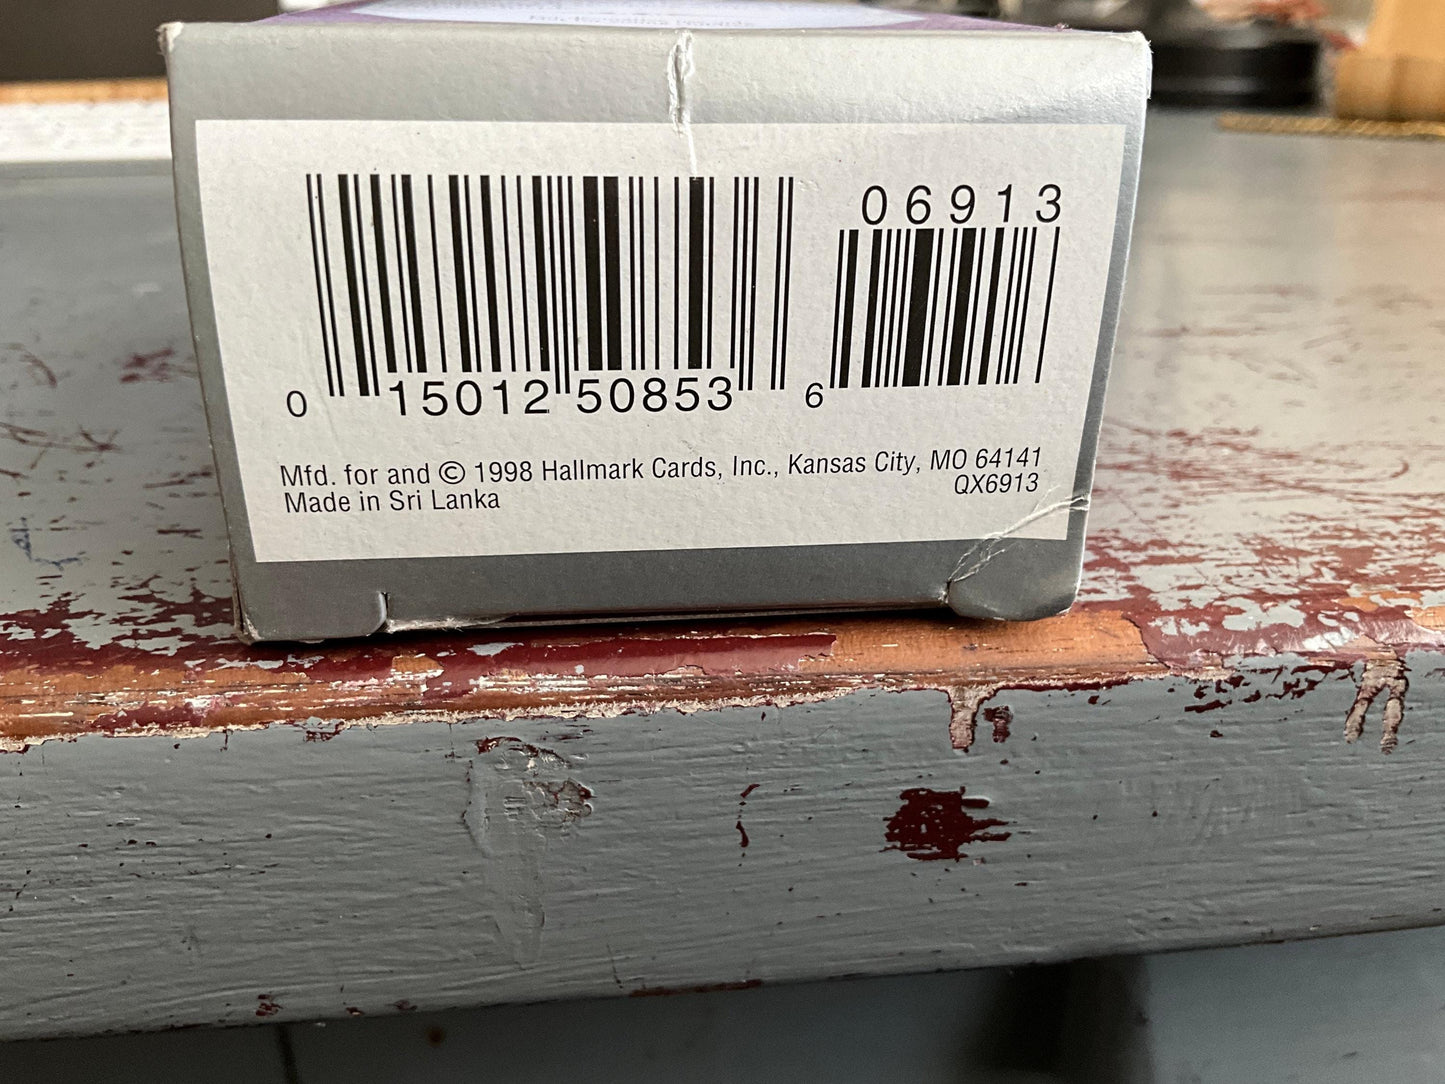 06913
0 15012 50853 6
Mfd. for and © 1998 Hallmark Cards, Inc., Kansas City, MO 64141
QX6913
Made in Sri Lanka